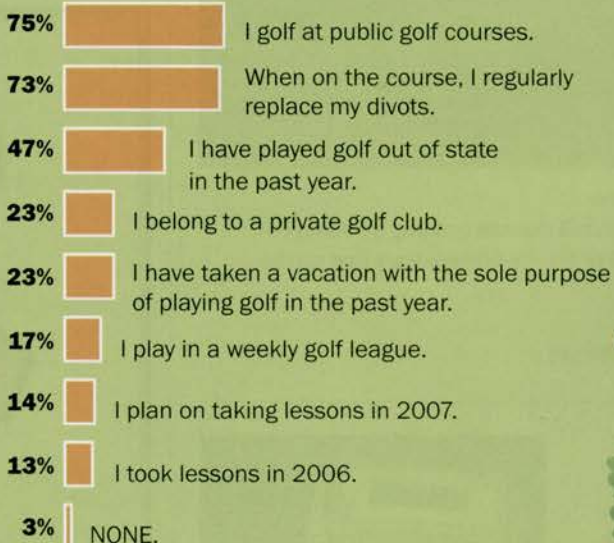 75% I golf at public golf courses.
73% When on the course, I regularly
replace my divots.
47% I have played golf out of state
in the past year.
23% I belong to a private golf club.
23% I have taken a vacation with the sole purpose
of playing golf in the past year.
17% I play in a weekly golf league.
14% I plan on taking lessons in 2007.
13% I took lessons in 2006.
3% NONE.